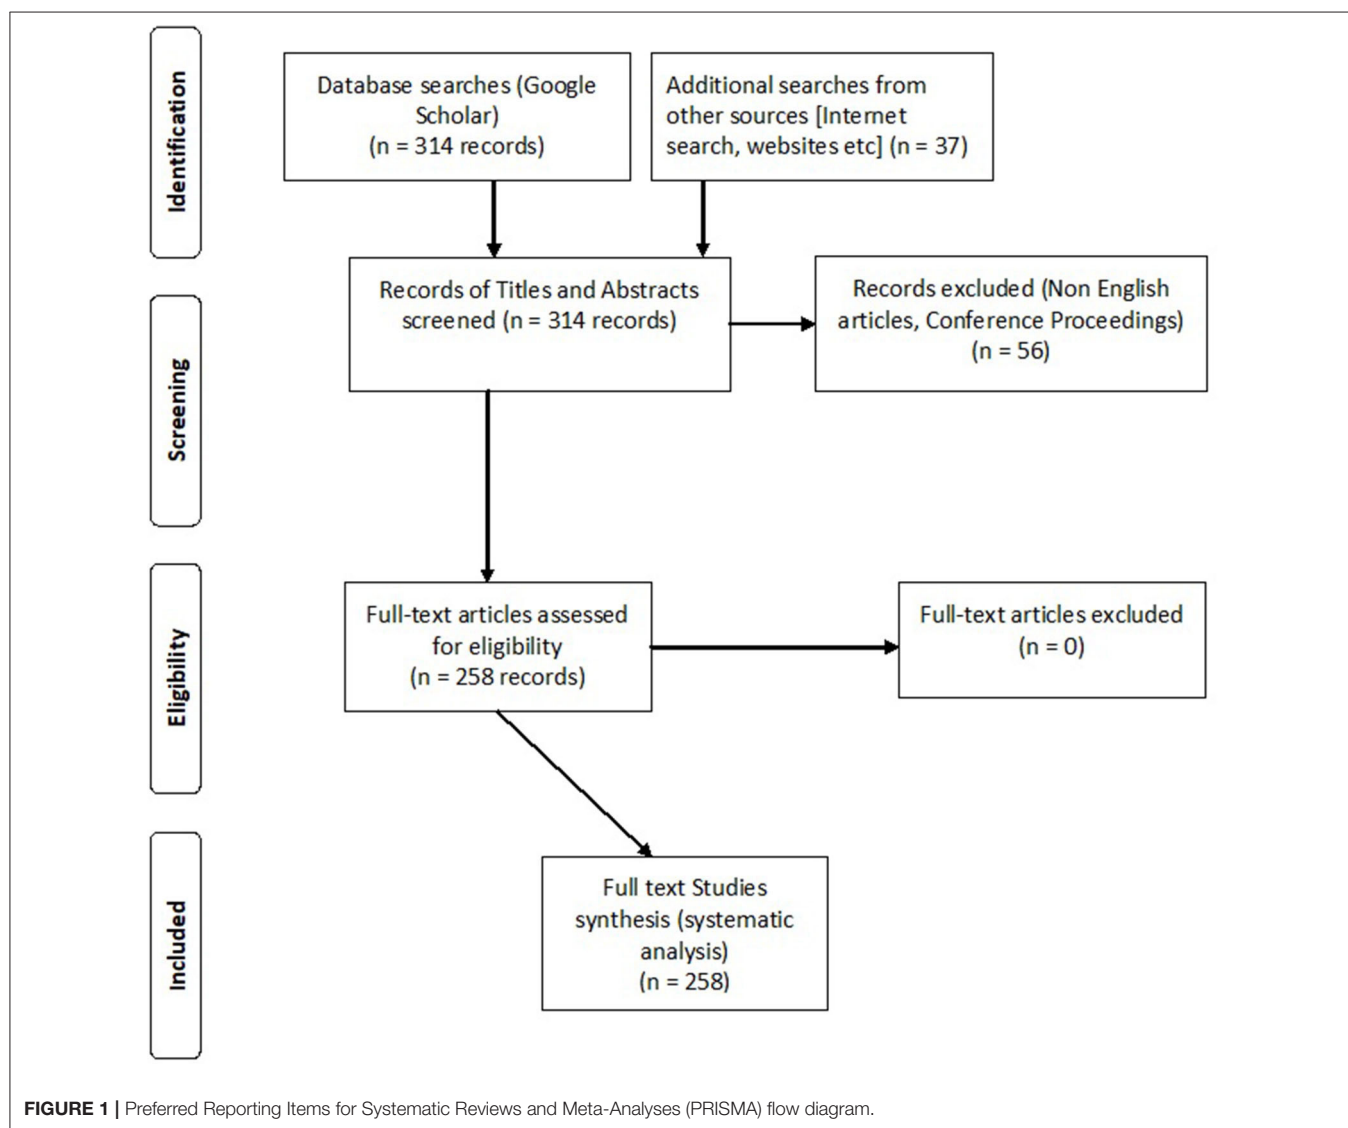 Identification
Database searches (Google
Scholar)
(n = 314 records)
Additional searches from
other sources [Internet
search, websites etc] (n = 37)
Screening
Records of Titles and Abstracts
screened (n = 314 records)
Records excluded (Non English
articles, Conference Proceedings)
(n = 56)
Eligibility
Full-text articles assessed
for eligibility
(n = 258 records)
Full-text articles excluded
(n = 0)
Included
Full text Studies
synthesis (systematic
analysis)
(n = 258)
FIGURE 1 | Preferred Reporting Items for Systematic Reviews and Meta-Analyses (PRISMA) flow diagram.